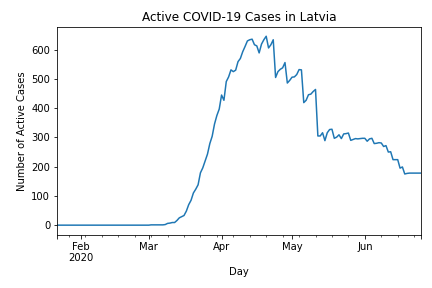 Active COVID-19 Cases in Latvia
Number of Active Cases
600
500
400
300
200
100
0
Feb
2020
Mar
Apr
May
Jun
Day